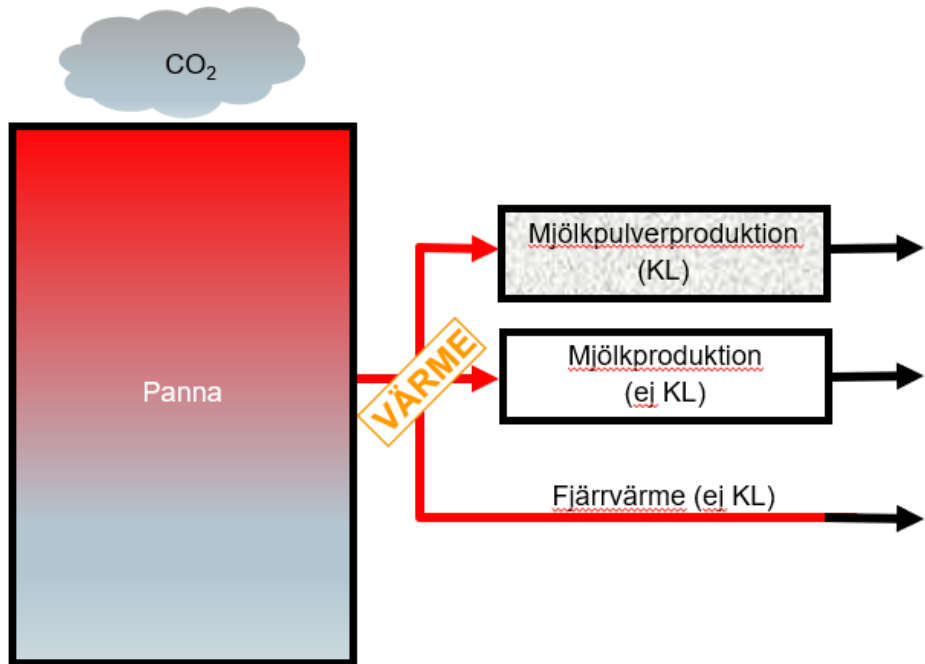 CO₂
Panna
VÄRME
Mjölkpulverproduktion
(KL)
Mjölkproduktion
(ej KL)
Fjärrvärme (ej KL)